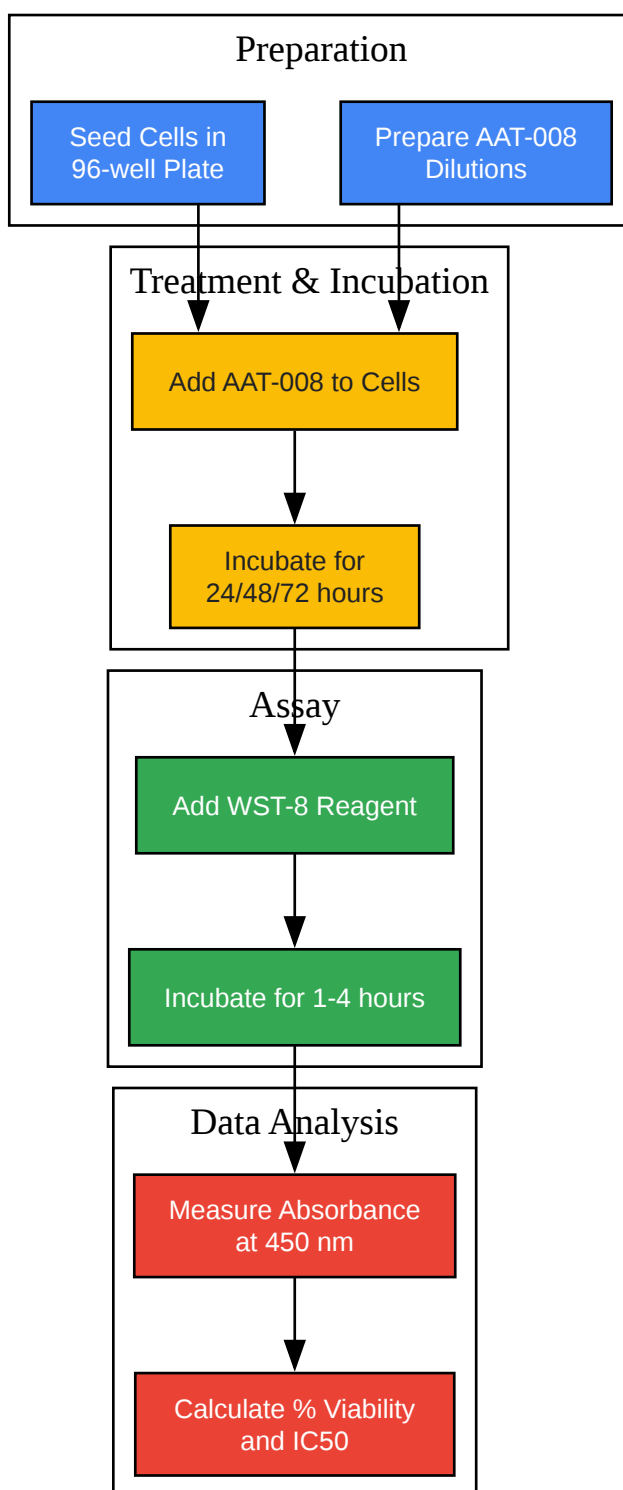 Preparation
Seed Cells in
96-well Plate
Prepare AAT-008
Dilutions
Treatment & Incubation
Add AAT-008 to Cells
Incubate for
24/48/72 hours
Assay
Add WST-8 Reagent
Incubate for 1-4 hours
Data Analysis
Measure Absorbance
at 450 nm
Calculate % Viability
and IC50